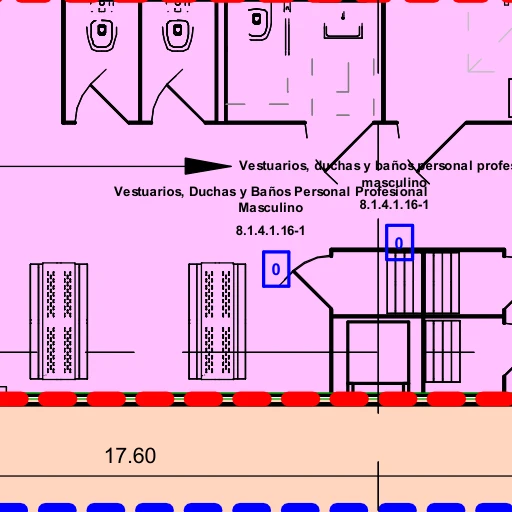 Vestuarios, duchas y baños personal profes
masculino
8.1.4.1.16-1
Vestuarios, Duchas y Baños Personal Profesional
Masculino
8.1.4.1.16-1
0
0
17.60